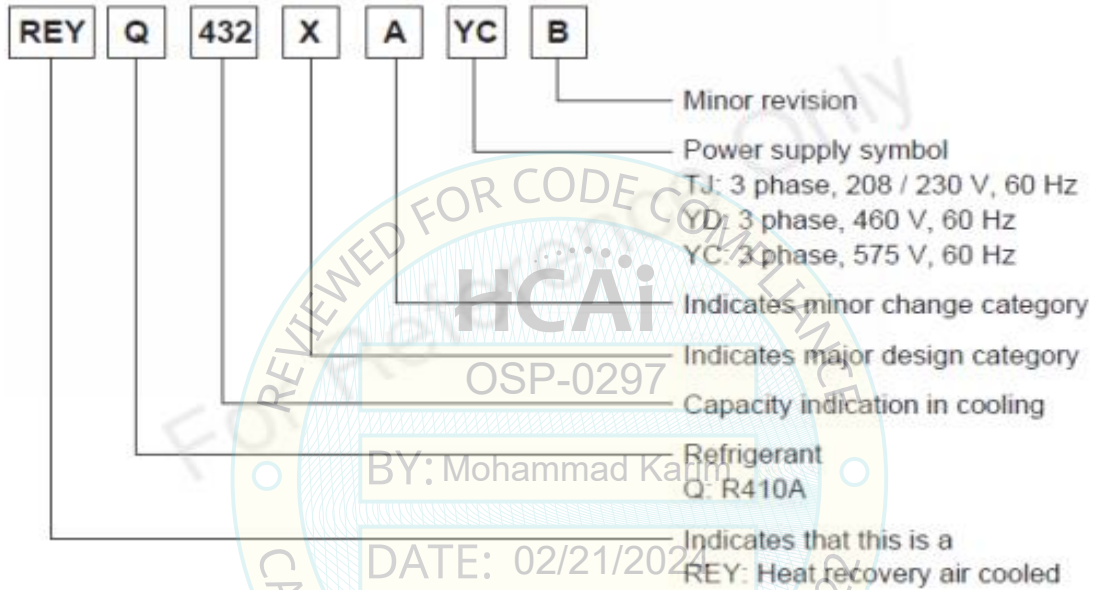 REY Q 432 X A YC B
Minor revision
Power supply symbol
TJ: 3 phase, 208 / 230 V, 60 Hz
YD: 3 phase, 460 V, 60 Hz
YC: 3 phase, 575 V, 60 Hz
Indicates minor change category
Indicates major design category
Capacity indication in cooling
Refrigerant
Q: R410A
Indicates that this is a
REY: Heat recovery air cooled
For Reference Only
REVIEWED FOR CODE COMPLIANCE
HCAi
OSP-0297
BY: Mohammad Karim
DATE: 02/21/2024